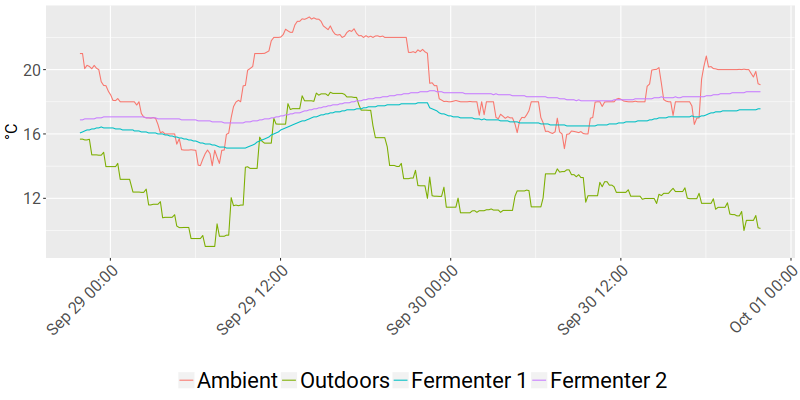 °C
20
16
12
Sep 29 00:00
Sep 29 12:00
Sep 30 00:00
Sep 30 12:00
Oct 01 00:00
Ambient Outdoors Fermenter 1 Fermenter 2